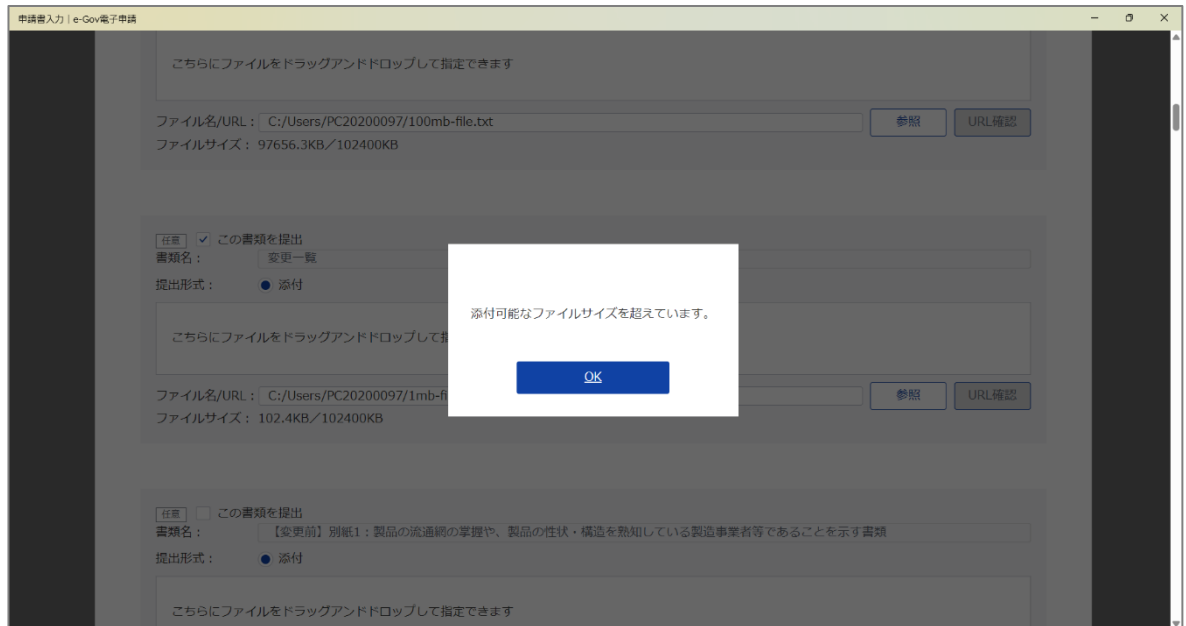 申請書入力｜e-Gov電子申請
こちらにファイルをドラッグアンドドロップして指定できます
ファイル名/URL： C:/Users/PC20200097/100mb-file.txt 参照 URL確認
ファイルサイズ： 97656.3KB／102400KB
任意 この書類を提出
書類名： 変更一覧
提出形式： 添付
添付可能なファイルサイズを超えています。
こちらにファイルをドラッグアンドドロップして指
OK
ファイル名/URL： C:/Users/PC20200097/1mb-fi 参照 URL確認
ファイルサイズ： 102.4KB／102400KB
任意 この書類を提出
書類名： 【変更前】別紙1：製品の流通網の掌握や、製品の性状・構造を熟知している製造事業者等であることを示す書類
提出形式： 添付
こちらにファイルをドラッグアンドドロップして指定できます